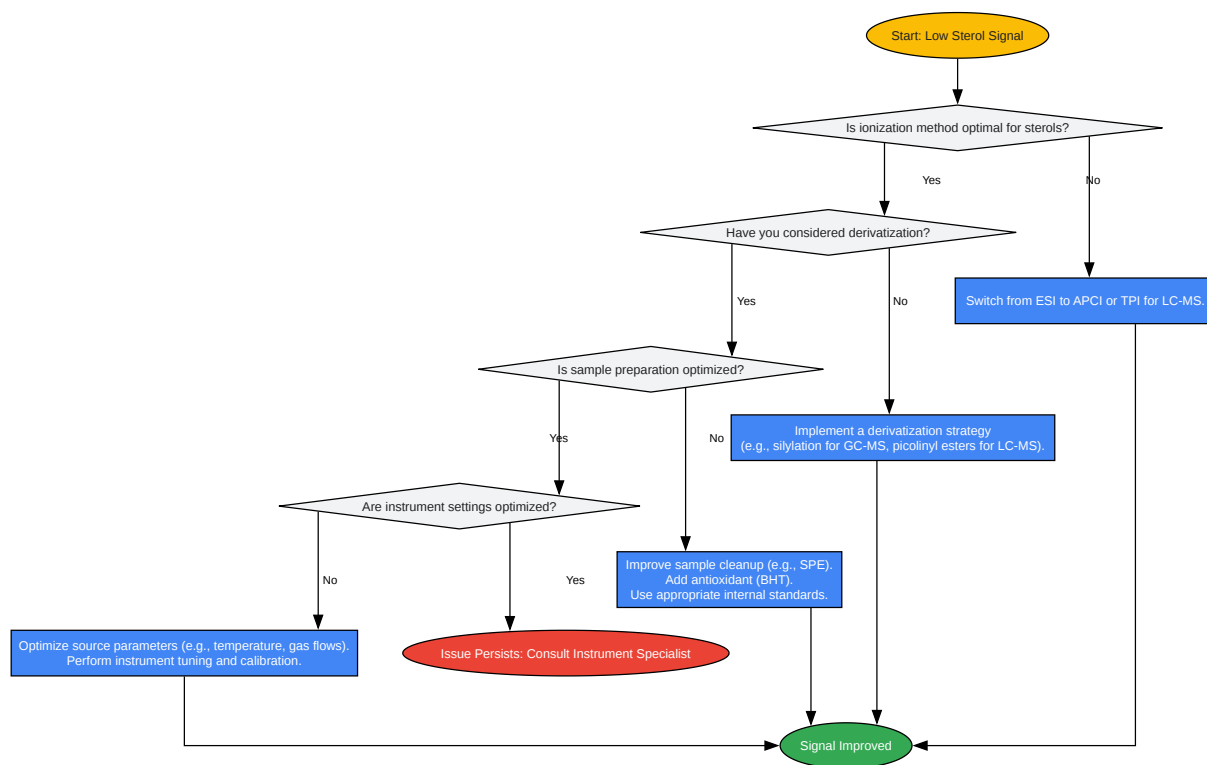 Start: Low Sterol Signal
Is ionization method optimal for sterols?
Yes
No
Have you considered derivatization?
Switch from ESI to APCI or TPI for LC-MS.
Yes
No
Is sample preparation optimized?
Implement a derivatization strategy
(e.g., silylation for GC-MS, picolinyl esters for LC-MS).
Yes
No
Are instrument settings optimized?
Improve sample cleanup (e.g., SPE).
Add antioxidant (BHT).
Use appropriate internal standards.
No
Yes
Optimize source parameters (e.g., temperature, gas flows).
Perform instrument tuning and calibration.
Issue Persists: Consult Instrument Specialist
Signal Improved